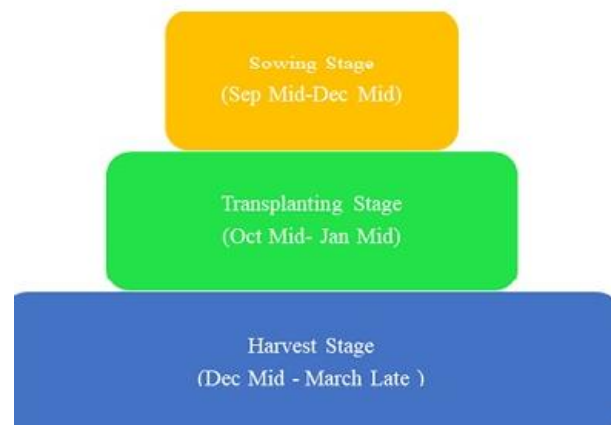 Sowing Stage
(Sep Mid-Dec Mid)
Transplanting Stage
(Oct Mid- Jan Mid)
Harvest Stage
(Dec Mid - March Late )